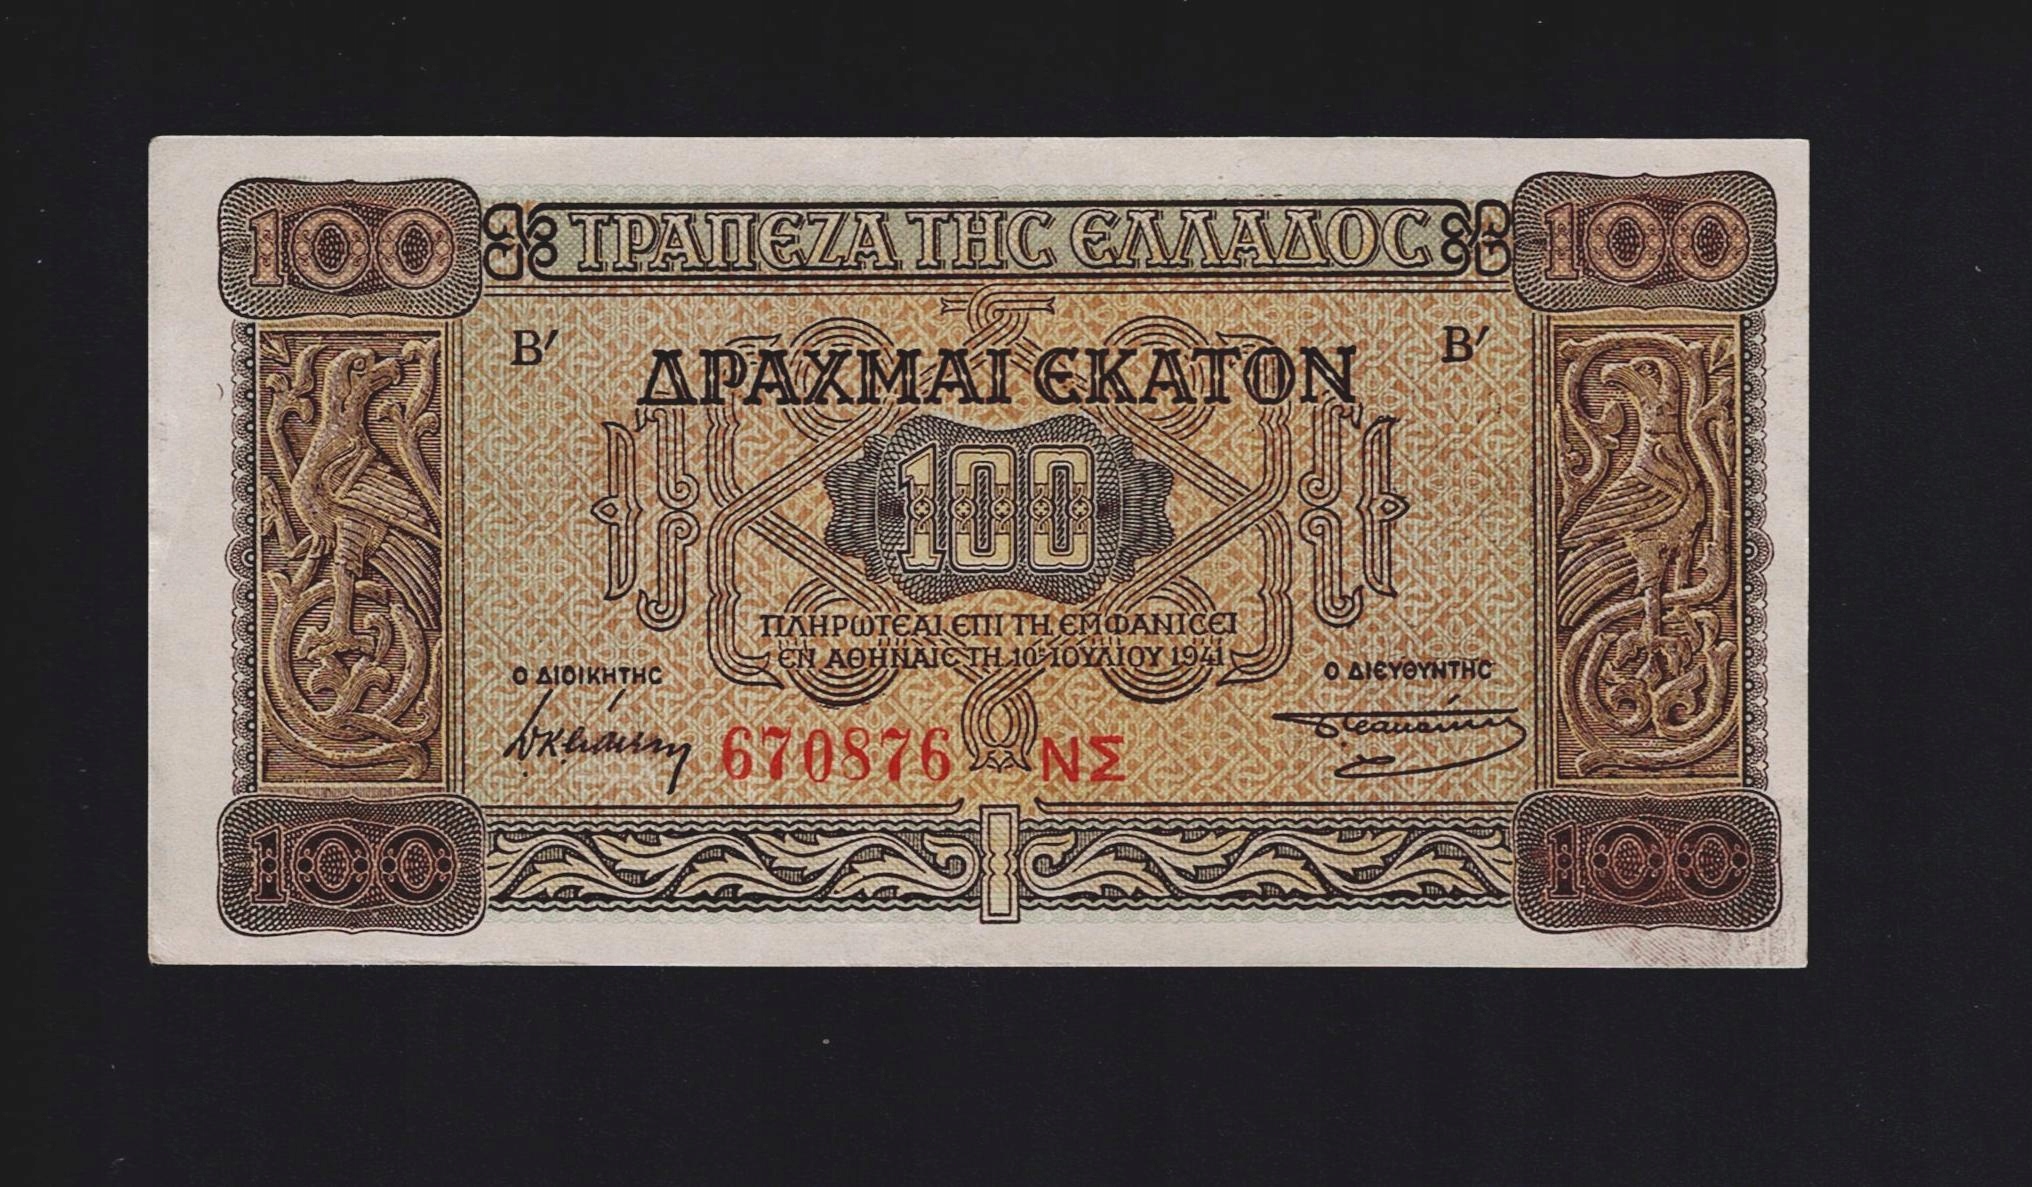 100 ΤΡΑΠΕΖΑ ΤΗϹ ΕΛΛΑΔΟϹ 100
Β′ Β′
ΔΡΑΧΜΑΙ ΕΚΑΤΟΝ
100
ΠΛΗΡΩΤΕΑΙ ΕΠΙ ΤΗ ΕΜΦΑΝΙϹΕΙ
ΕΝ ΑΘΗΝΑΙϹ ΤΗ 10ῃ ΙΟΥΛΙΟΥ 1941
Ο ΔΙΟΙΚΗΤΗϹ Ο ΔΙΕΥΘΥΝΤΗϹ
670876 ΝΣ
100 100